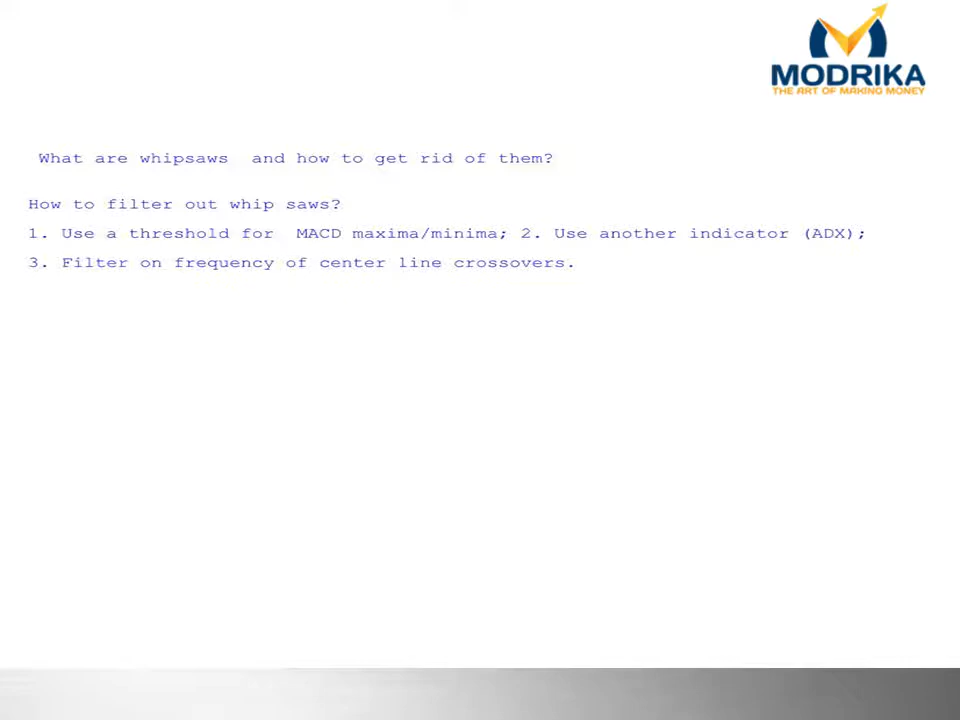 MODRIKA
THE ART OF MAKING MONEY
What are whipsaws and how to get rid of them?
How to filter out whip saws?
1. Use a threshold for MACD maxima/minima; 2. Use another indicator (ADX);
3. Filter on frequency of center line crossovers.